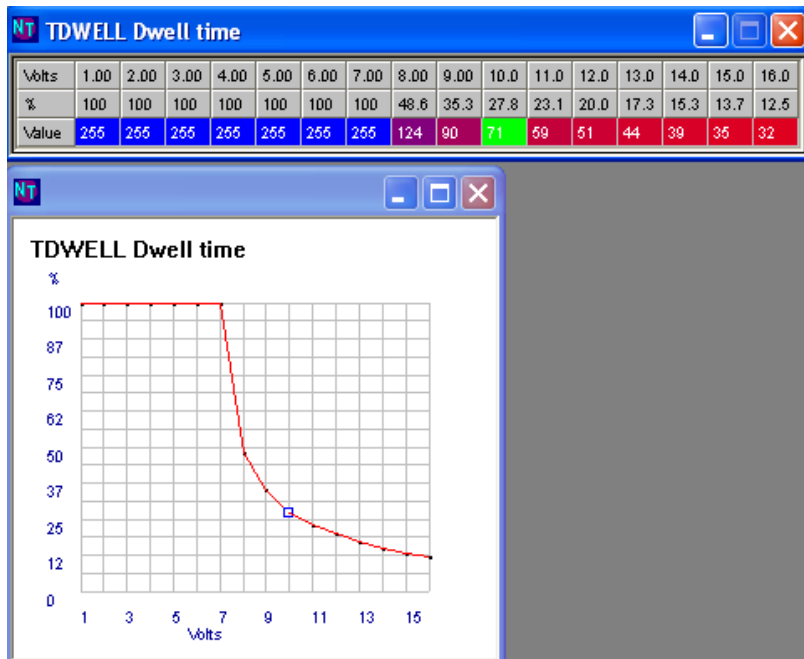 NT TDWELL Dwell time
Volts 1.00 2.00 3.00 4.00 5.00 6.00 7.00 8.00 9.00 10.0 11.0 12.0 13.0 14.0 15.0 16.0
% 100 100 100 100 100 100 100 48.6 35.3 27.8 23.1 20.0 17.3 15.3 13.7 12.5
Value 255 255 255 255 255 255 255 124 90 71 59 51 44 39 35 32
NT
TDWELL Dwell time
%
100
87
75
62
50
37
25
12
0
1 3 5 7 9 11 13 15
Volts